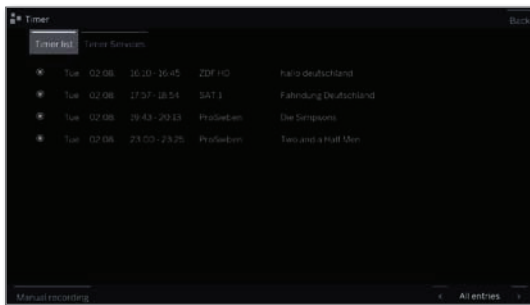 Timer
Back
Timer list Timer Services
Tue 02.08. 16:10 - 16:45 ZDF HD hallo deutschland
Tue 02.08. 17:57 - 18:54 SAT.1 Fahndung Deutschland
Tue 02.08. 19:43 - 20:13 ProSieben Die Simpsons
Tue 02.08. 23:00 - 23:25 ProSieben Two and a Half Men
Manual recording < All entries >